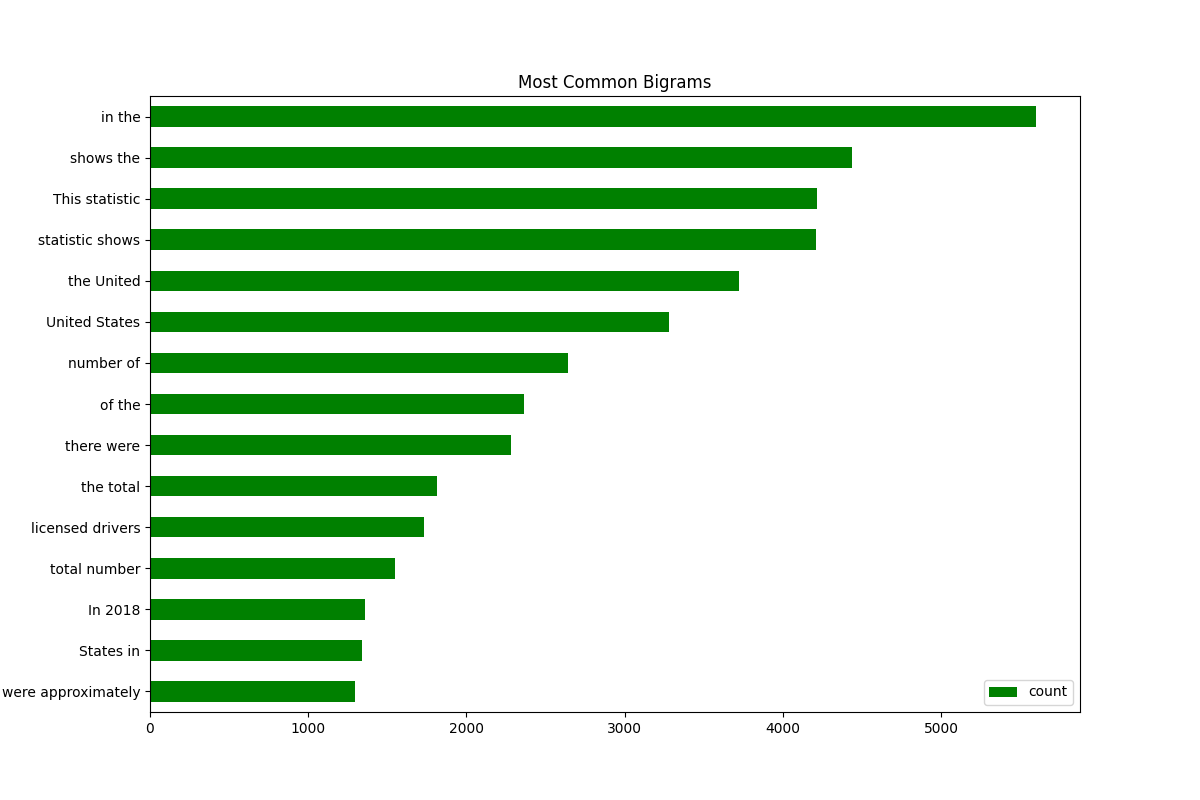 Most Common Bigrams
in the
shows the
This statistic
statistic shows
the United
United States
number of
of the
there were
the total
licensed drivers
total number
In 2018
States in
were approximately
count
0 1000 2000 3000 4000 5000